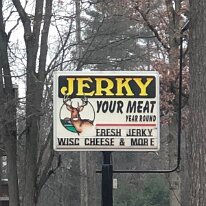 JERKY
YOUR MEAT
YEAR ROUND
FRESH JERKY
WISC CHEESE & MORE